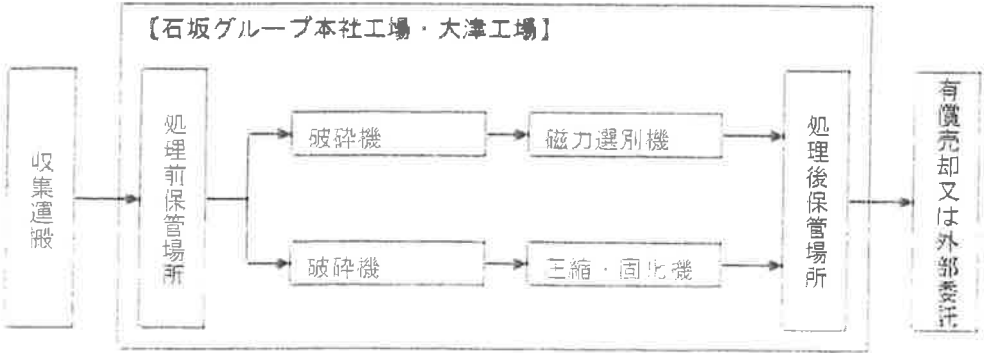 【石坂グループ本社工場・大津工場】
収集運搬
処理前保管場所
破砕機
磁力選別機
破砕機
圧縮・固化機
処理後保管場所
有償売却又は外部委託